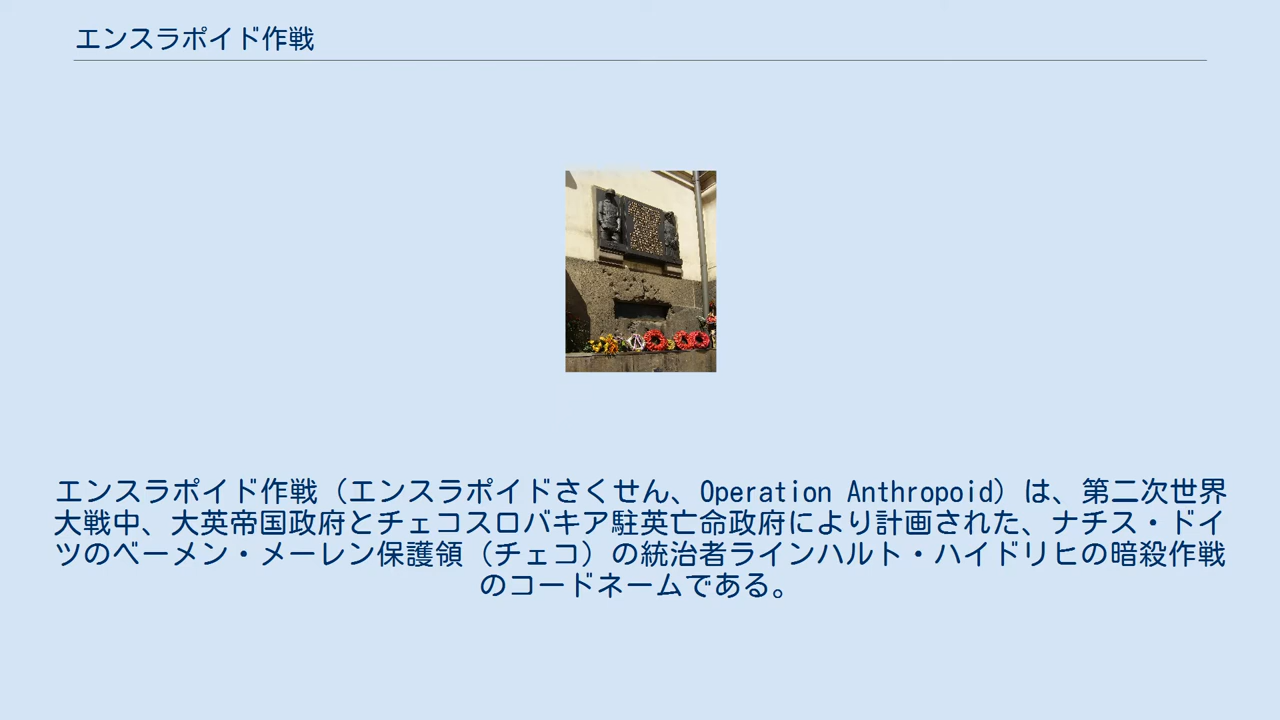 エンスラポイド作戦
エンスラポイド作戦（エンスラポイドさくせん、Operation Anthropoid）は、第二次世界
大戦中、大英帝国政府とチェコスロバキア駐英亡命政府により計画された、ナチス・ドイ
ツのベーメン・メーレン保護領（チェコ）の統治者ラインハルト・ハイドリヒの暗殺作戦
のコードネームである。